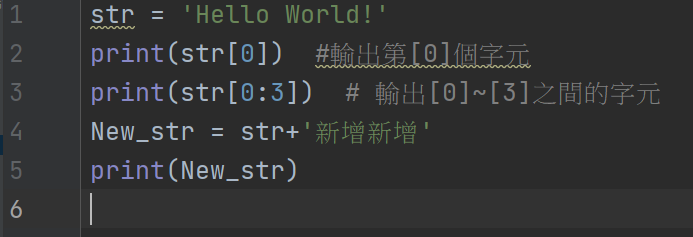 1 str = 'Hello World!'
2 print(str[0])  #輸出第[0]個字元
3 print(str[0:3])  # 輸出[0]~[3]之間的字元
4 New_str = str+'新增新增'
5 print(New_str)
6